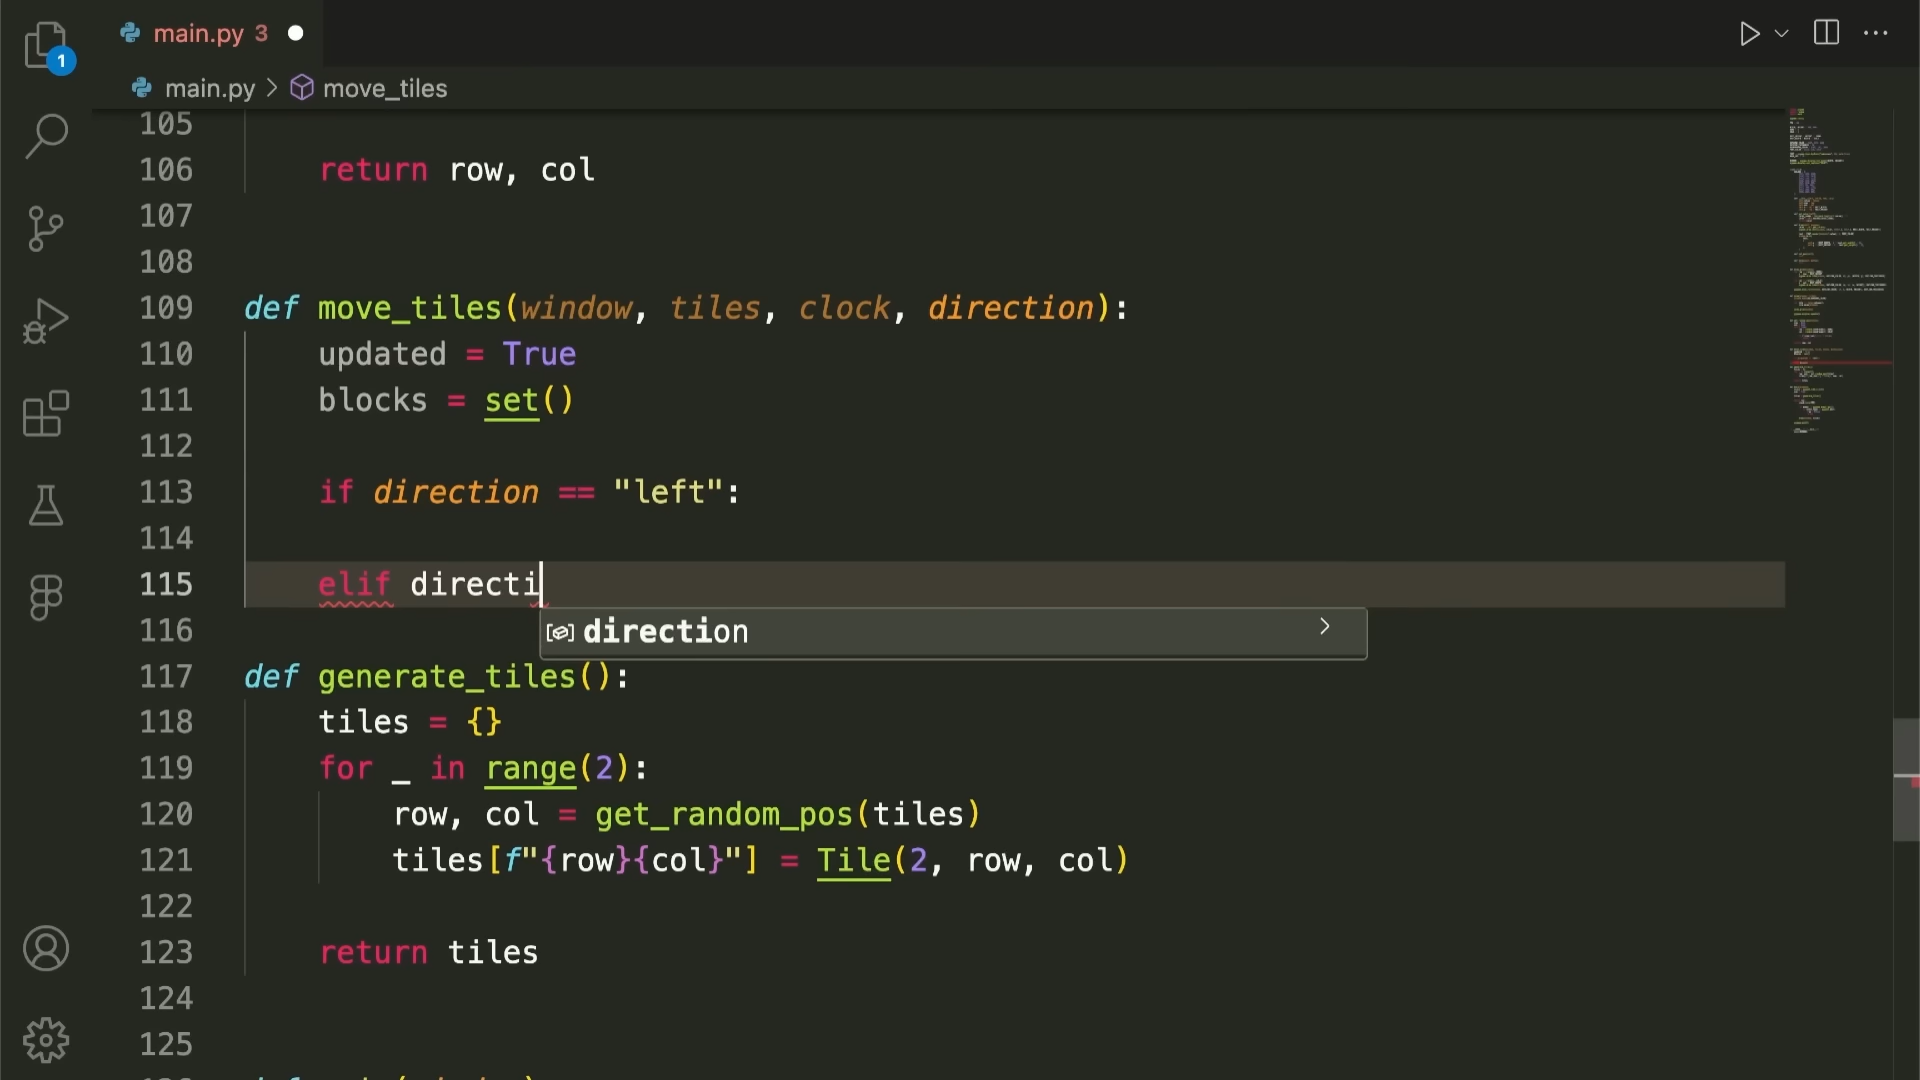 1
main.py 3
main.py > move_tiles
105
106 return row, col
107
108
109 def move_tiles(window, tiles, clock, direction):
110 updated = True
111 blocks = set()
112
113 if direction == "left":
114
115 elif directi
direction
116
117 def generate_tiles():
118 tiles = {}
119 for _ in range(2):
120 row, col = get_random_pos(tiles)
121 tiles[f"{row}{col}"] = Tile(2, row, col)
122
123 return tiles
124
125